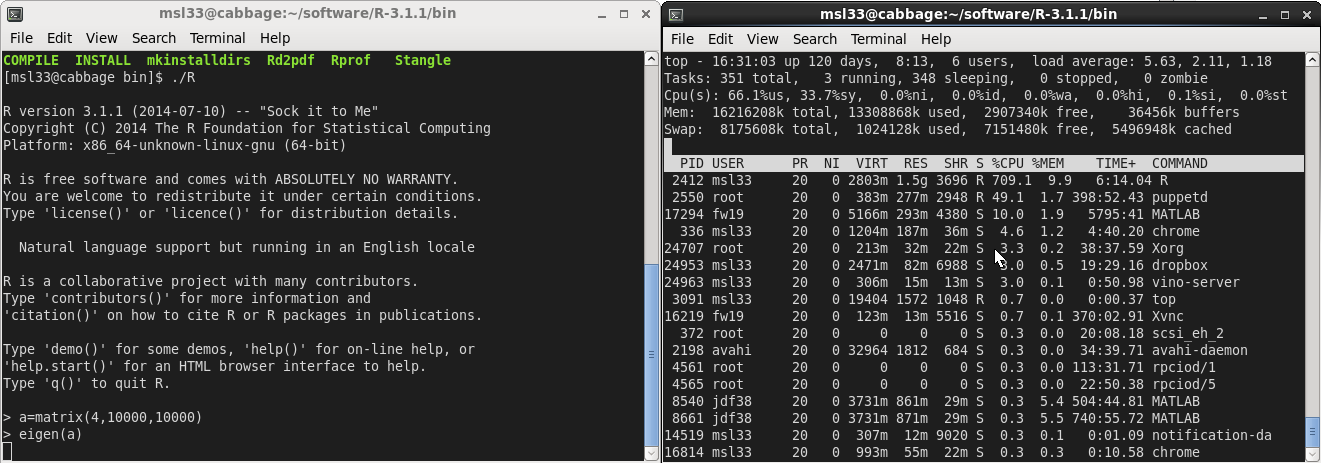 msl33@cabbage:~/software/R-3.1.1/bin
File Edit View Search Terminal Help
COMPILE INSTALL mkinstalldirs Rd2pdf Rprof Stangle
[msl33@cabbage bin]$ ./R
R version 3.1.1 (2014-07-10) -- "Sock it to Me"
Copyright (C) 2014 The R Foundation for Statistical Computing
Platform: x86_64-unknown-linux-gnu (64-bit)
R is free software and comes with ABSOLUTELY NO WARRANTY.
You are welcome to redistribute it under certain conditions.
Type 'license()' or 'licence()' for distribution details.
Natural language support but running in an English locale
R is a collaborative project with many contributors.
Type 'contributors()' for more information and
'citation()' on how to cite R or R packages in publications.
Type 'demo()' for some demos, 'help()' for on-line help, or
'help.start()' for an HTML browser interface to help.
Type 'q()' to quit R.
> a=matrix(4,10000,10000)
> eigen(a)
msl33@cabbage:~/software/R-3.1.1/bin
File Edit View Search Terminal Help
top - 16:31:03 up 120 days, 8:13, 6 users, load average: 5.63, 2.11, 1.18
Tasks: 351 total, 3 running, 348 sleeping, 0 stopped, 0 zombie
Cpu(s): 66.1%us, 33.7%sy, 0.0%ni, 0.0%id, 0.0%wa, 0.0%hi, 0.1%si, 0.0%st
Mem: 16216208k total, 13308868k used, 2907340k free, 36456k buffers
Swap: 8175608k total, 1024128k used, 7151480k free, 5496948k cached
PID USER PR NI VIRT RES SHR S %CPU %MEM TIME+ COMMAND
2412 msl33 20 0 2803m 1.5g 3696 R 709.1 9.9 6:14.04 R
2550 root 20 0 383m 277m 2948 R 49.1 1.7 398:52.43 puppetd
17294 fw19 20 0 5166m 293m 4380 S 10.0 1.9 5795:41 MATLAB
336 msl33 20 0 1204m 187m 36m S 4.6 1.2 4:40.20 chrome
24707 root 20 0 213m 32m 22m S 3.3 0.2 38:37.59 Xorg
24953 msl33 20 0 2471m 82m 6988 S 3.0 0.5 19:29.16 dropbox
24963 msl33 20 0 306m 15m 13m S 3.0 0.1 0:50.98 vino-server
3091 msl33 20 0 19404 1572 1048 R 0.7 0.0 0:00.37 top
16219 fw19 20 0 123m 13m 5516 S 0.7 0.1 370:02.91 Xvnc
372 root 20 0 0 0 0 S 0.3 0.0 20:08.18 scsi_eh_2
2198 avahi 20 0 32964 1812 684 S 0.3 0.0 34:39.71 avahi-daemon
4561 root 20 0 0 0 0 S 0.3 0.0 113:31.71 rpciod/1
4565 root 20 0 0 0 0 S 0.3 0.0 22:50.38 rpciod/5
8540 jdf38 20 0 3731m 861m 29m S 0.3 5.4 504:44.81 MATLAB
8661 jdf38 20 0 3731m 871m 29m S 0.3 5.5 740:55.72 MATLAB
14519 msl33 20 0 307m 12m 9020 S 0.3 0.1 0:01.09 notification-da
16814 msl33 20 0 993m 55m 22m S 0.3 0.3 0:10.58 chrome